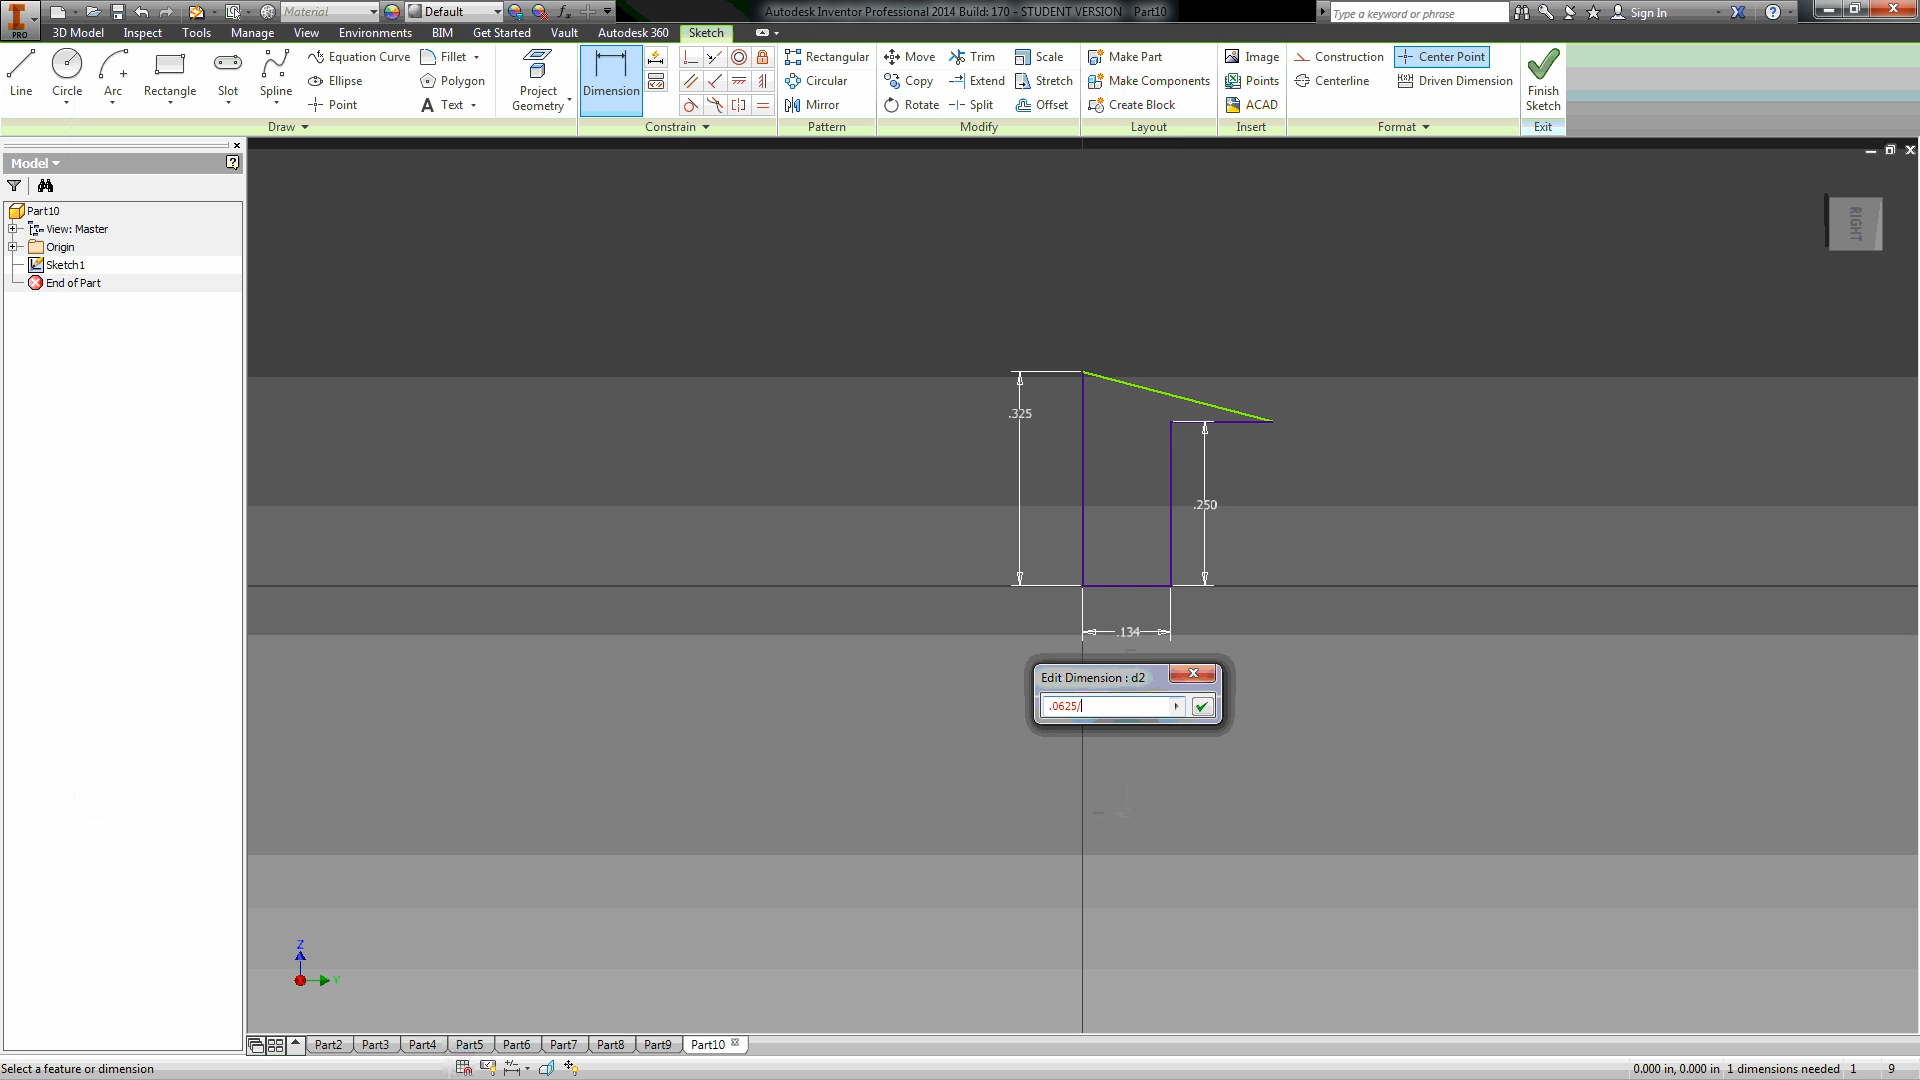 PRO
Material
Default
fx
Autodesk Inventor Professional 2014 Build: 170 - STUDENT VERSION Part10
Type a keyword or phrase
Sign In
3D Model Inspect Tools Manage View Environments BIM Get Started Vault Autodesk 360 Sketch
Line
Circle
Arc
Rectangle
Slot
Spline
Equation Curve
Ellipse
Point
Fillet
Polygon
A Text
Draw
Project
Geometry
Dimension
Constrain
Rectangular
Circular
Mirror
Pattern
Move
Copy
Rotate
Trim
Extend
Split
Scale
Stretch
Offset
Modify
Make Part
Make Components
Create Block
Layout
Image
Points
ACAD
Insert
Construction
Centerline
Center Point
Driven Dimension
Format
Finish
Sketch
Exit
Model
Part10
View: Master
Origin
Sketch1
End of Part
RIGHT
.325
.250
.134
Edit Dimension : d2
.0625/
Z
Y
Part2 Part3 Part4 Part5 Part6 Part7 Part8 Part9 Part10
Select a feature or dimension
0.000 in, 0.000 in 1 dimensions needed 1 9